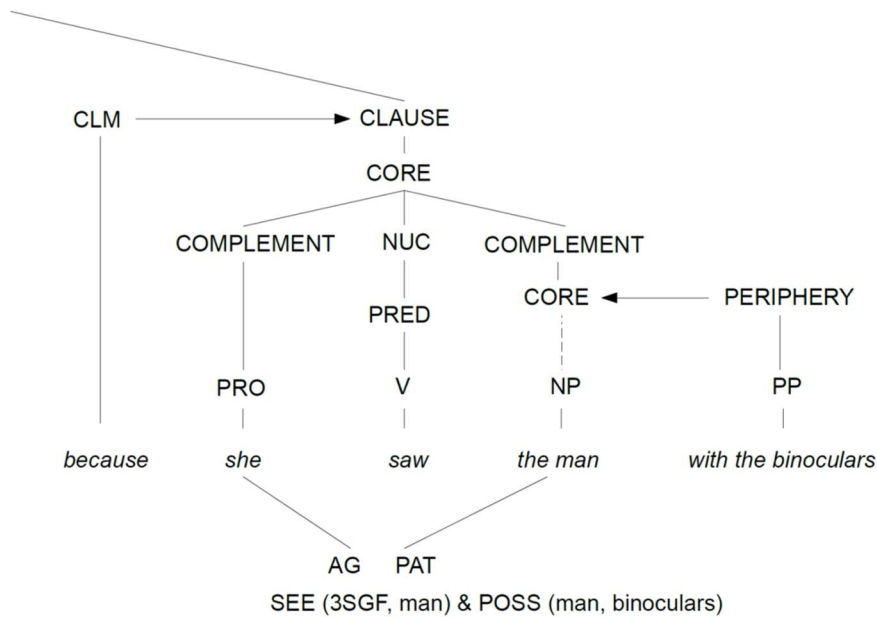 CLM CLAUSE
CORE
COMPLEMENT NUC COMPLEMENT
CORE PERIPHERY
PRED
PRO V NP PP
because she saw the man with the binoculars
AG PAT
SEE (3SGF, man) & POSS (man, binoculars)